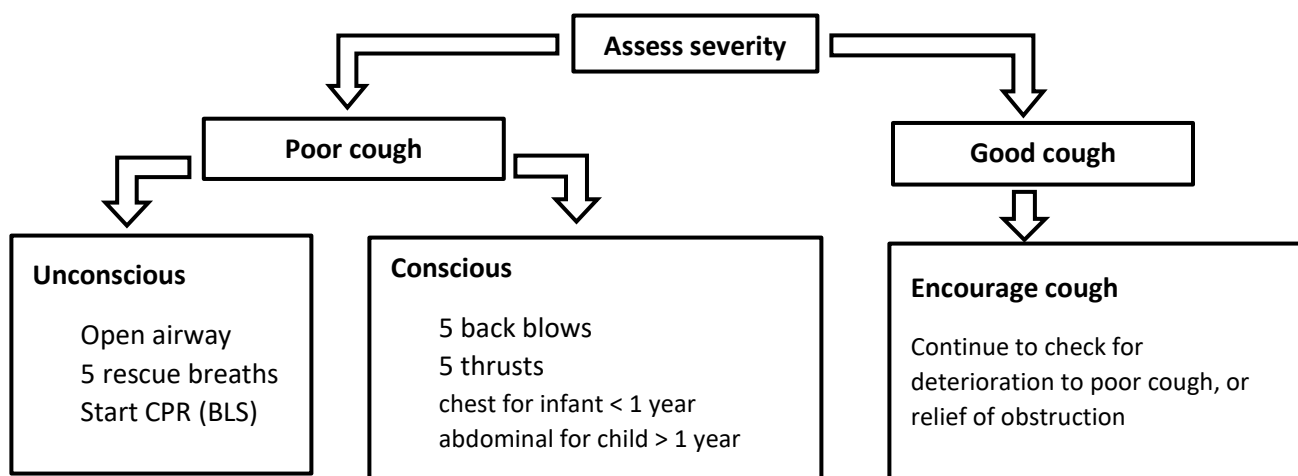 Assess severity
Poor cough
Good cough
Unconscious
Open airway
5 rescue breaths
Start CPR (BLS)
Conscious
5 back blows
5 thrusts
chest for infant < 1 year
abdominal for child > 1 year
Encourage cough
Continue to check for
deterioration to poor cough, or
relief of obstruction